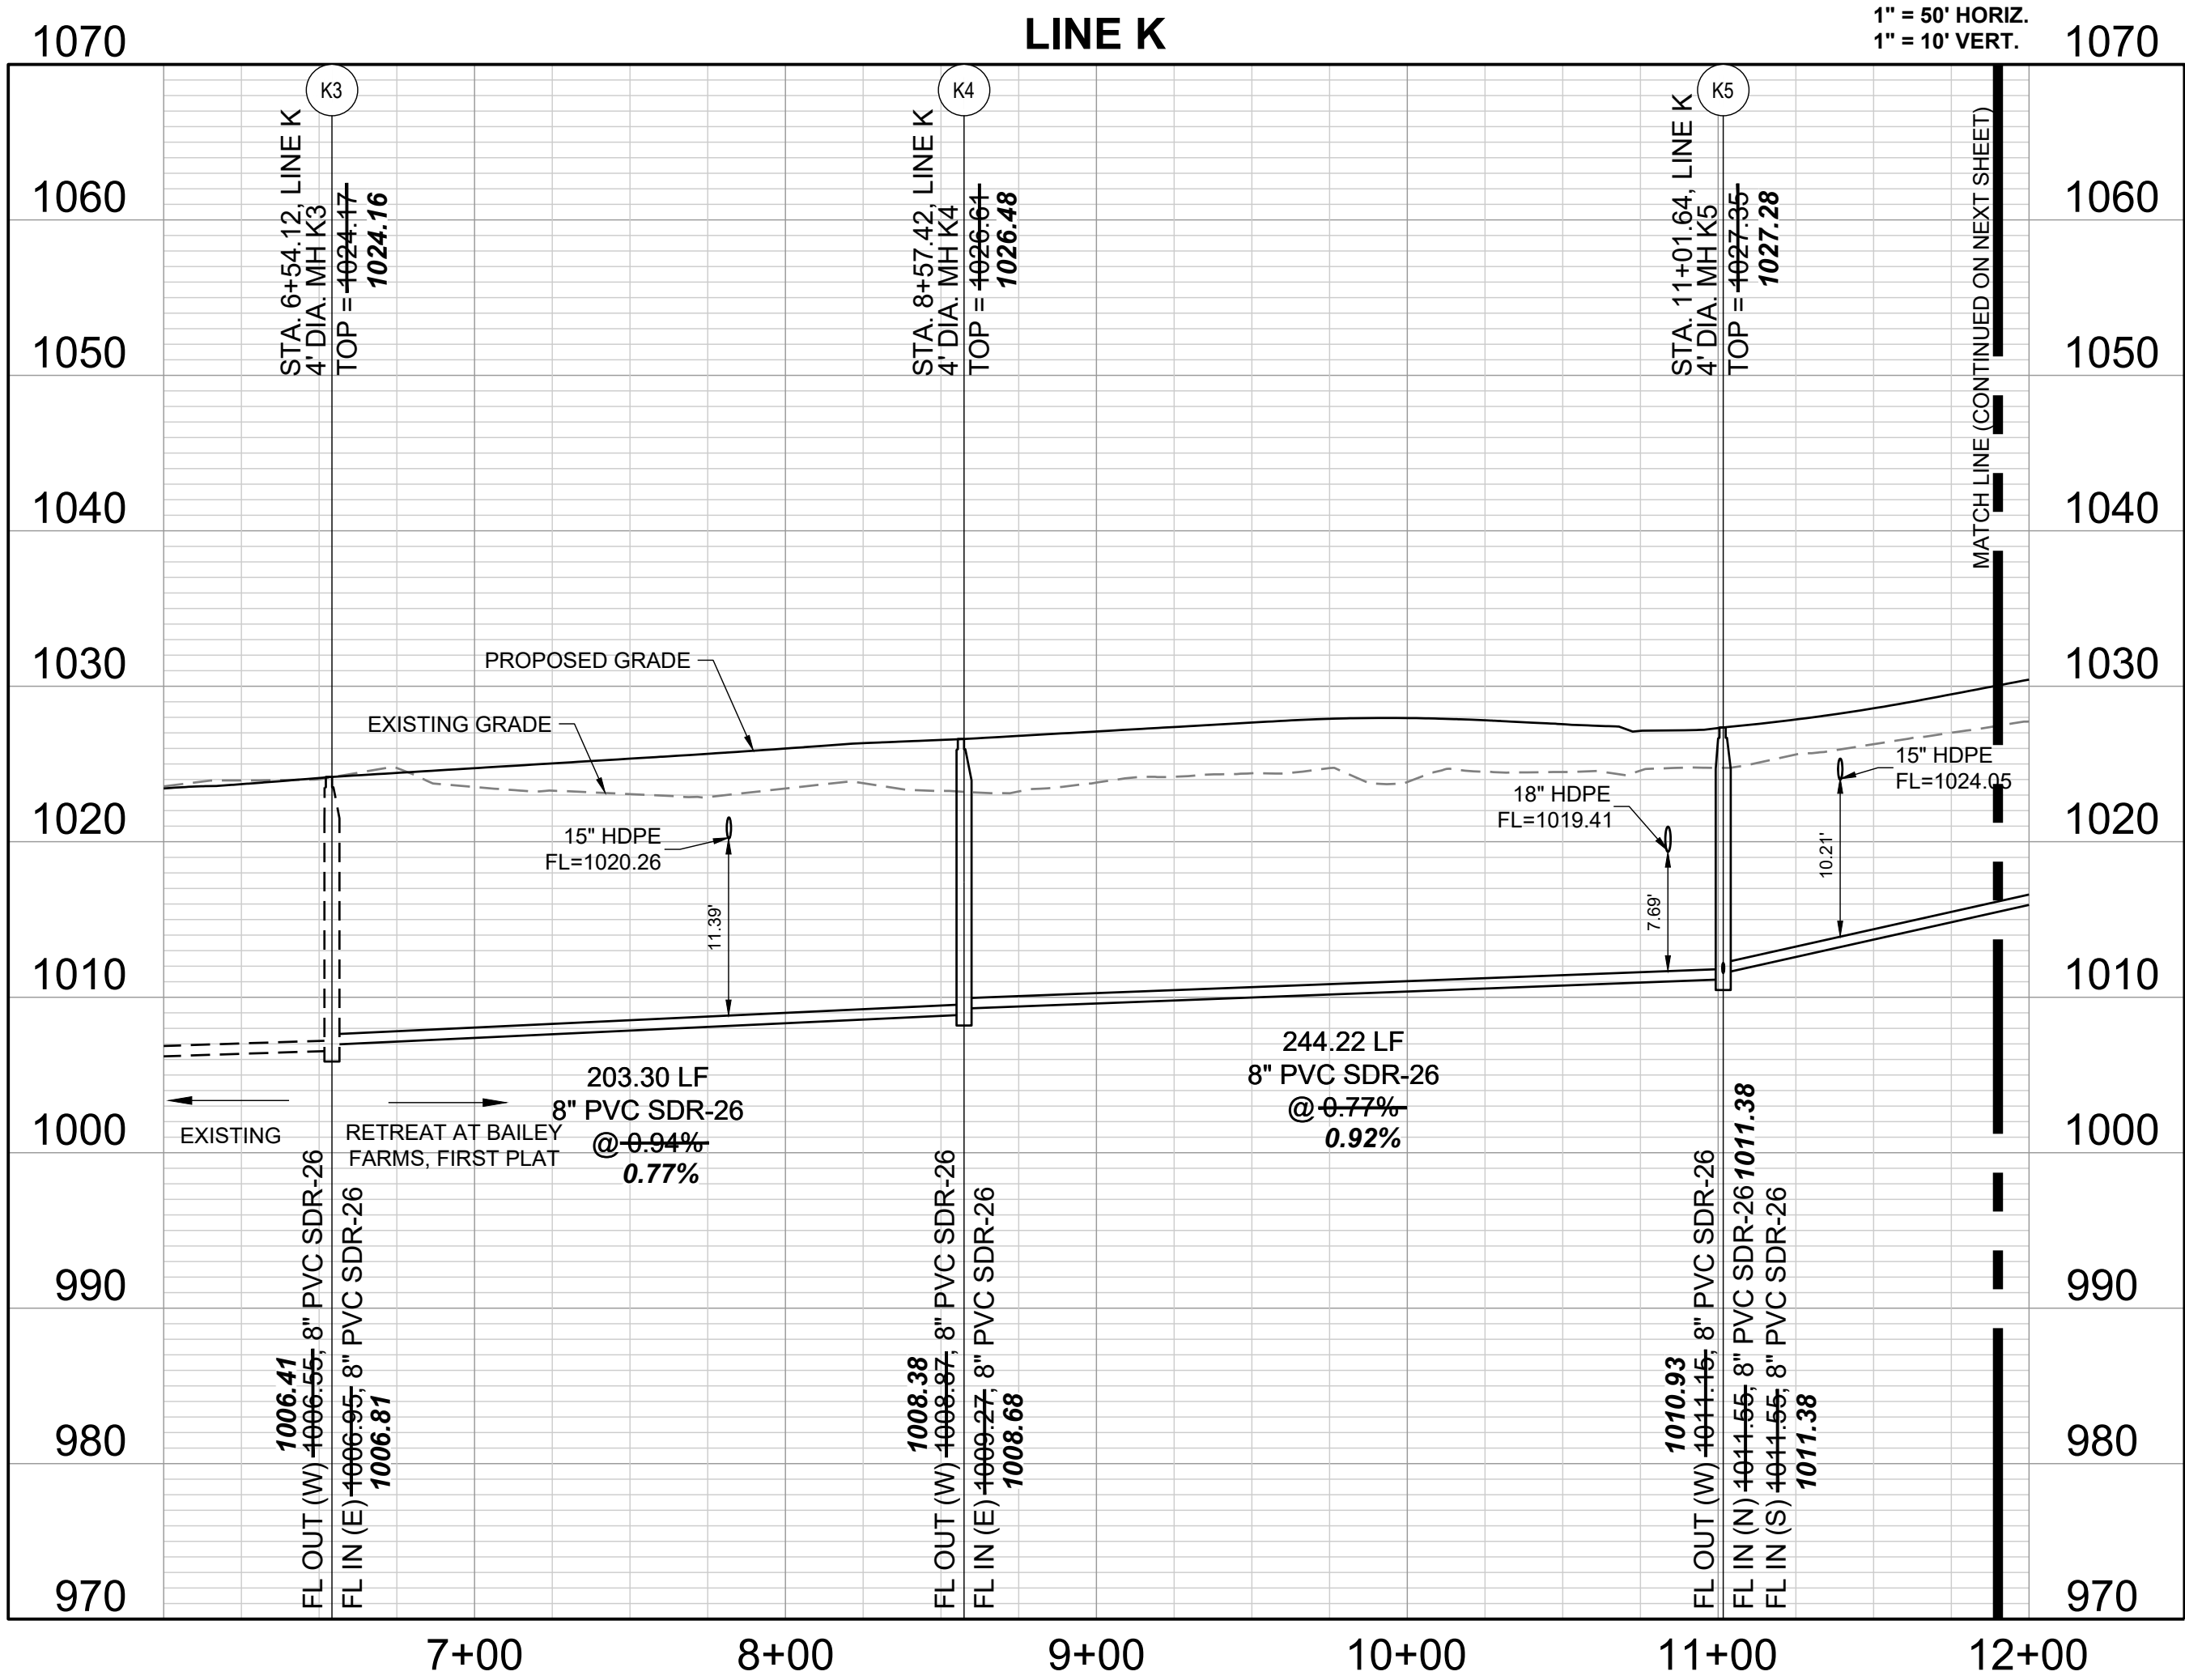 LINE K
1" = 50' HORIZ.
1" = 10' VERT.
1070
1060
1050
1040
1030
1020
1010
1000
990
980
970
1070
1060
1050
1040
1030
1020
1010
1000
990
980
970
K3
STA. 6+54.12, LINE K
4' DIA. MH K3
TOP = 1024.17
1024.16
K4
STA. 8+57.42, LINE K
4' DIA. MH K4
TOP = 1026.61
1026.48
K5
STA. 11+01.64, LINE K
4' DIA. MH K5
TOP = 1027.35
1027.28
MATCH LINE (CONTINUED ON NEXT SHEET)
PROPOSED GRADE
EXISTING GRADE
15" HDPE
FL=1020.26
11.39'
18" HDPE
FL=1019.41
7.69'
15" HDPE
FL=1024.05
10.21'
EXISTING
RETREAT AT BAILEY
FARMS, FIRST PLAT
203.30 LF
8" PVC SDR-26
@ 0.94%
0.77%
244.22 LF
8" PVC SDR-26
@ 0.77%
0.92%
1006.41
FL OUT (W) 1006.55, 8" PVC SDR-26
FL IN (E) 1006.95, 8" PVC SDR-26
1006.81
1008.38
FL OUT (W) 1008.87, 8" PVC SDR-26
FL IN (E) 1009.27, 8" PVC SDR-26
1008.68
1010.93
FL OUT (W) 1011.15, 8" PVC SDR-26
FL IN (N) 1011.55, 8" PVC SDR-26 1011.38
FL IN (S) 1011.55, 8" PVC SDR-26
1011.38
7+00
8+00
9+00
10+00
11+00
12+00